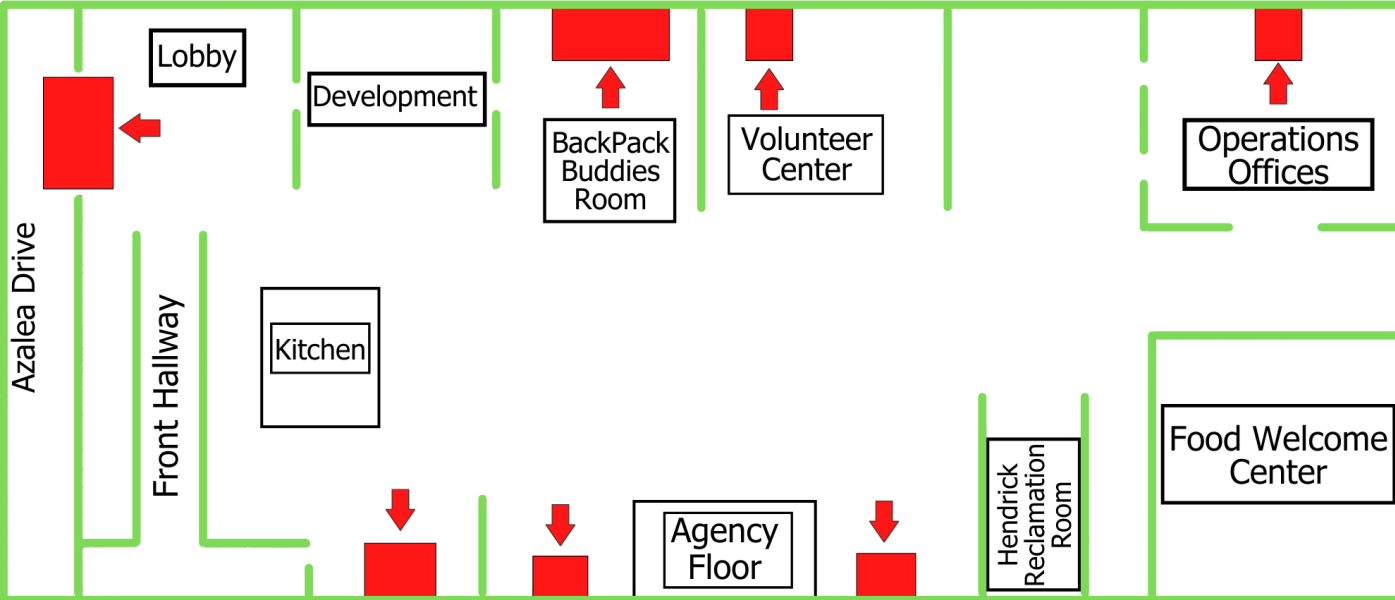 Lobby
Development
BackPack
Buddies
Room
Volunteer
Center
Operations
Offices
Azalea Drive
Front Hallway
Kitchen
Agency
Floor
Hendrick
Reclamation
Room
Food Welcome
Center